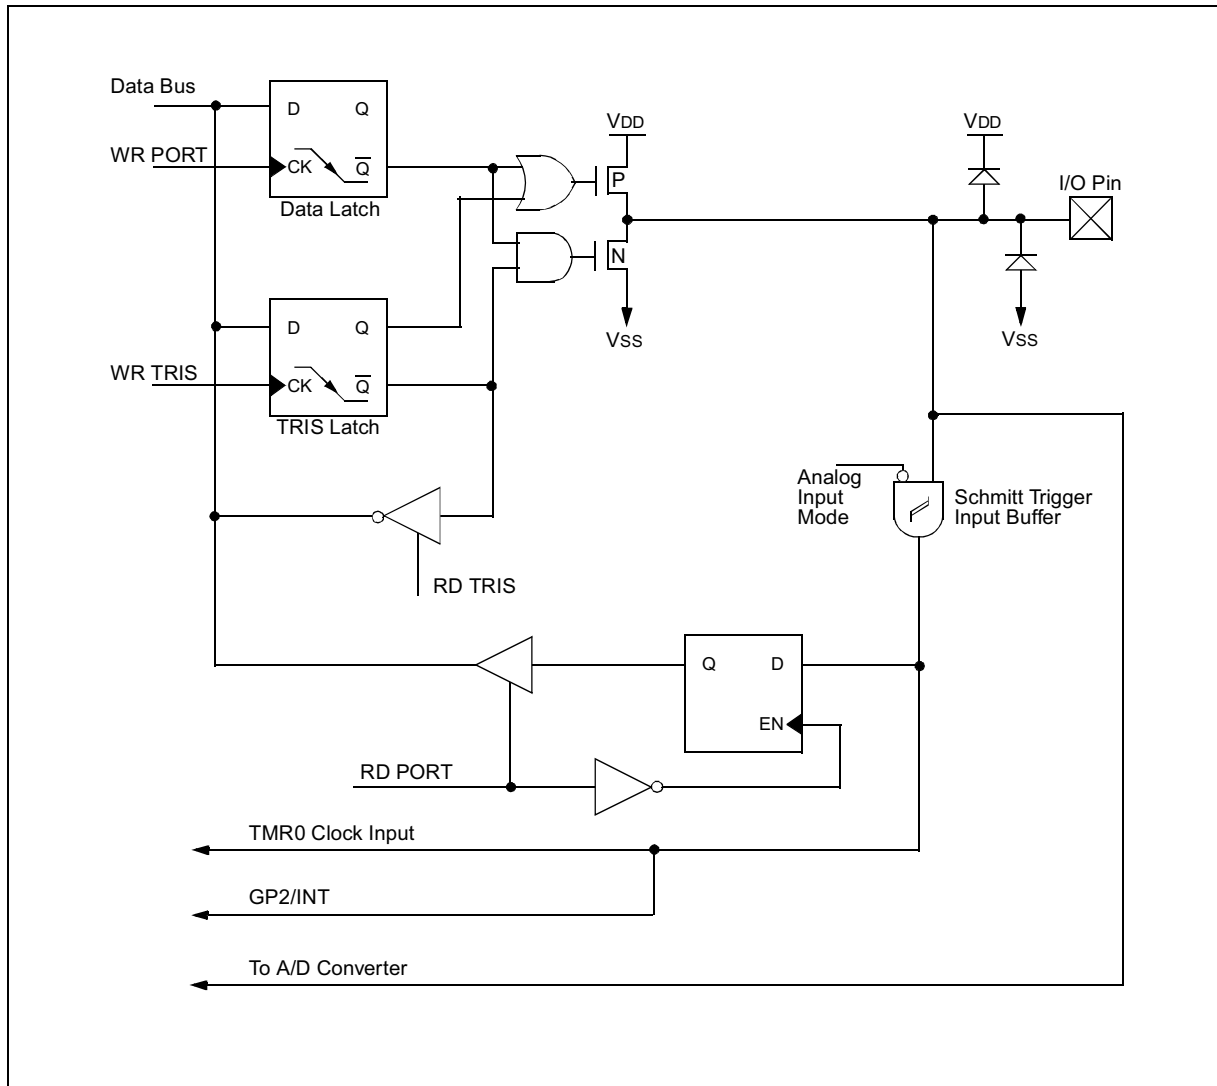 Data Bus
D Q
WR PORT
CK Q
Data Latch
VDD
P
N
VSS
VDD
I/O Pin
VSS
D Q
WR TRIS
CK Q
TRIS Latch
RD TRIS
Analog
Input
Mode
Schmitt Trigger
Input Buffer
Q D
EN
RD PORT
TMR0 Clock Input
GP2/INT
To A/D Converter